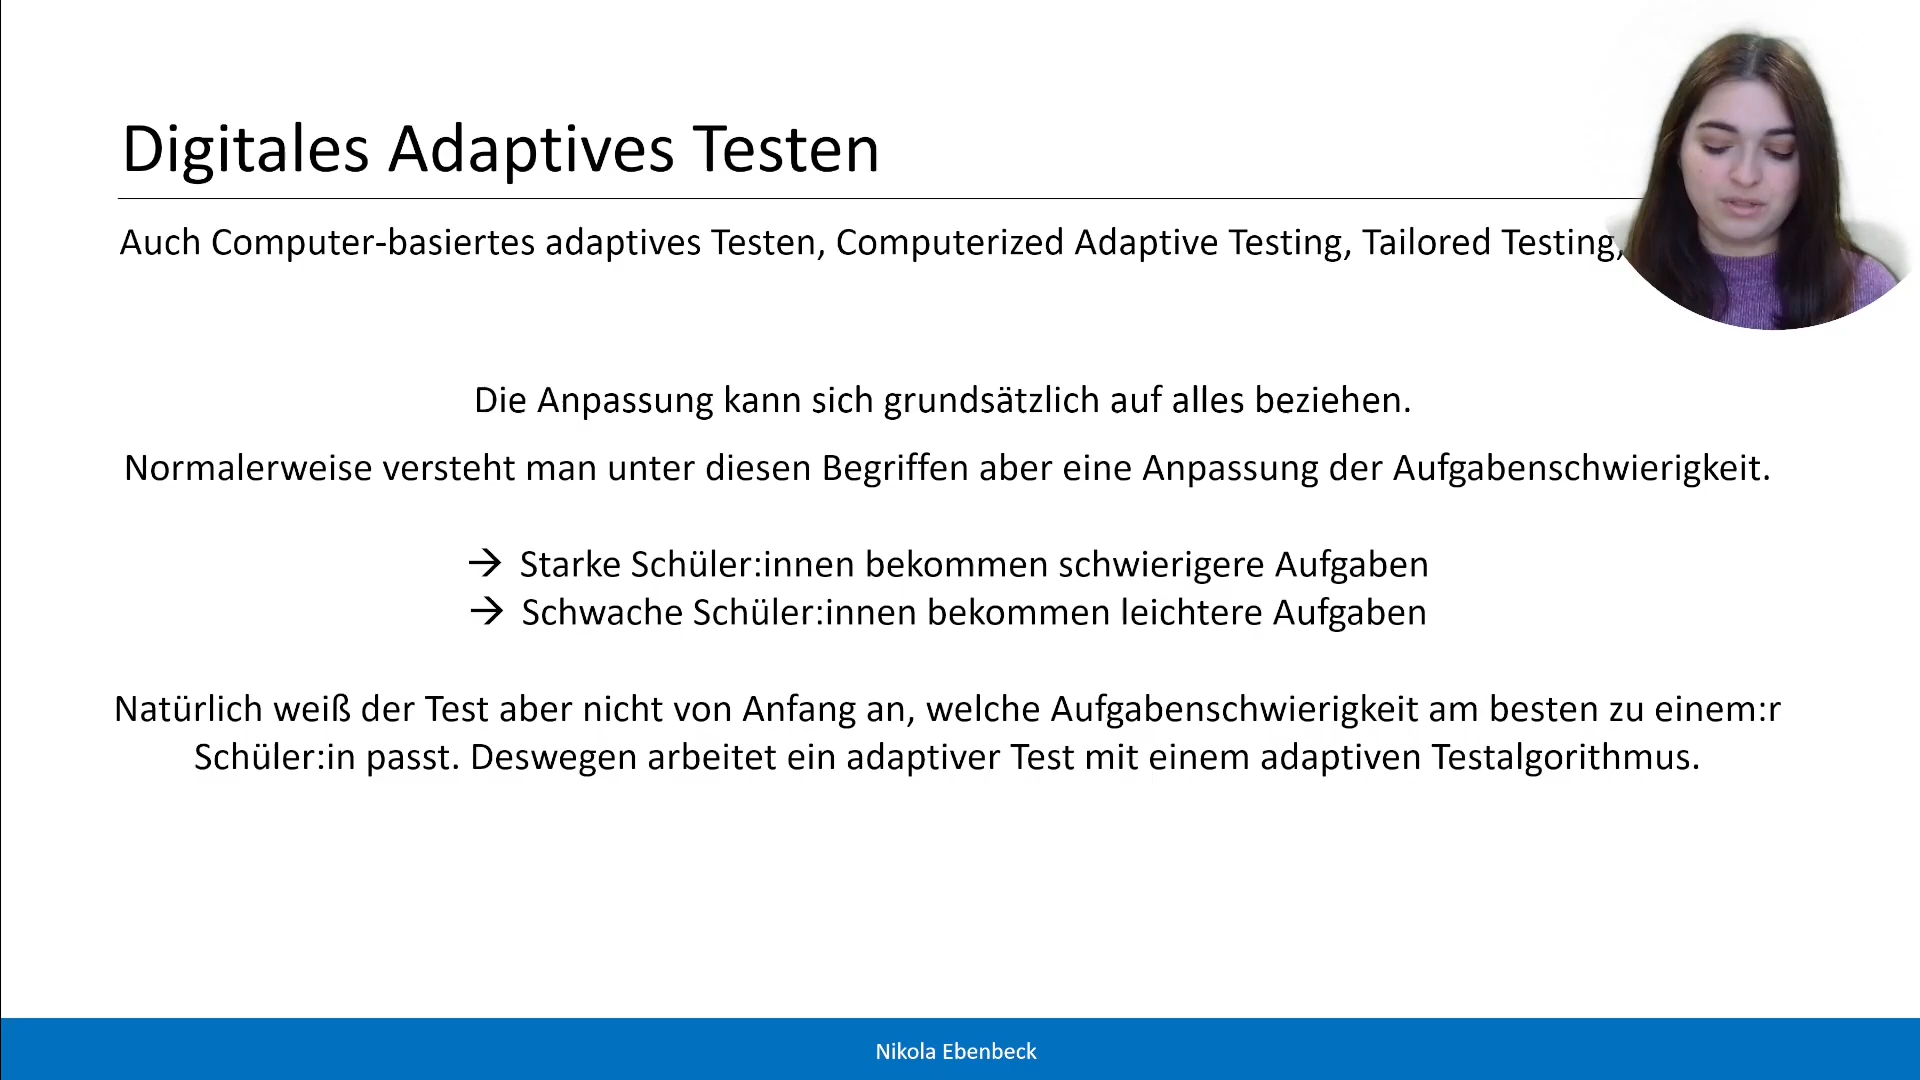 Digitales Adaptives Testen
Auch Computer-basiertes adaptives Testen, Computerized Adaptive Testing, Tailored Testing,
Die Anpassung kann sich grundsätzlich auf alles beziehen.
Normalerweise versteht man unter diesen Begriffen aber eine Anpassung der Aufgabenschwierigkeit.
→ Starke Schüler:innen bekommen schwierigere Aufgaben
→ Schwache Schüler:innen bekommen leichtere Aufgaben
Natürlich weiß der Test aber nicht von Anfang an, welche Aufgabenschwierigkeit am besten zu einem:r
Schüler:in passt. Deswegen arbeitet ein adaptiver Test mit einem adaptiven Testalgorithmus.
Nikola Ebenbeck